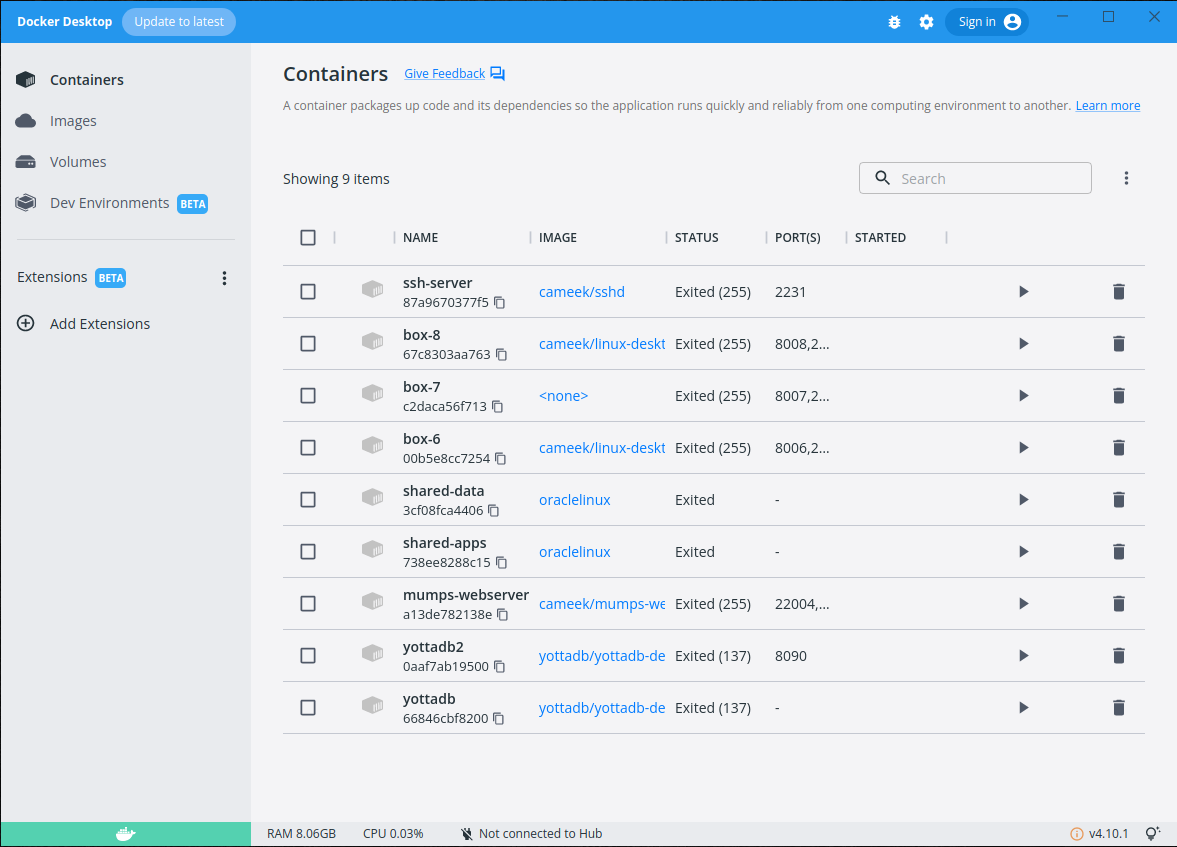 Docker Desktop Update to latest Sign in
Containers
Images
Volumes
Dev Environments BETA
Extensions BETA
Add Extensions
Containers Give Feedback
A container packages up code and its dependencies so the application runs quickly and reliably from one computing environment to another. Learn more
Showing 9 items Search
NAME IMAGE STATUS PORT(S) STARTED
ssh-server
87a9670377f5 cameek/sshd Exited (255) 2231
box-8
67c8303aa763 cameek/linux-deskt Exited (255) 8008,2...
box-7
c2daca56f713 <none> Exited (255) 8007,2...
box-6
00b5e8cc7254 cameek/linux-deskt Exited (255) 8006,2...
shared-data
3cf08fca4406 oraclelinux Exited -
shared-apps
738ee8288c15 oraclelinux Exited -
mumps-webserver
a13de782138e cameek/mumps-we Exited (255) 22004,...
yottadb2
0aaf7ab19500 yottadb/yottadb-de Exited (137) 8090
yottadb
66846cbf8200 yottadb/yottadb-de Exited (137) -
RAM 8.06GB CPU 0.03% Not connected to Hub v4.10.1